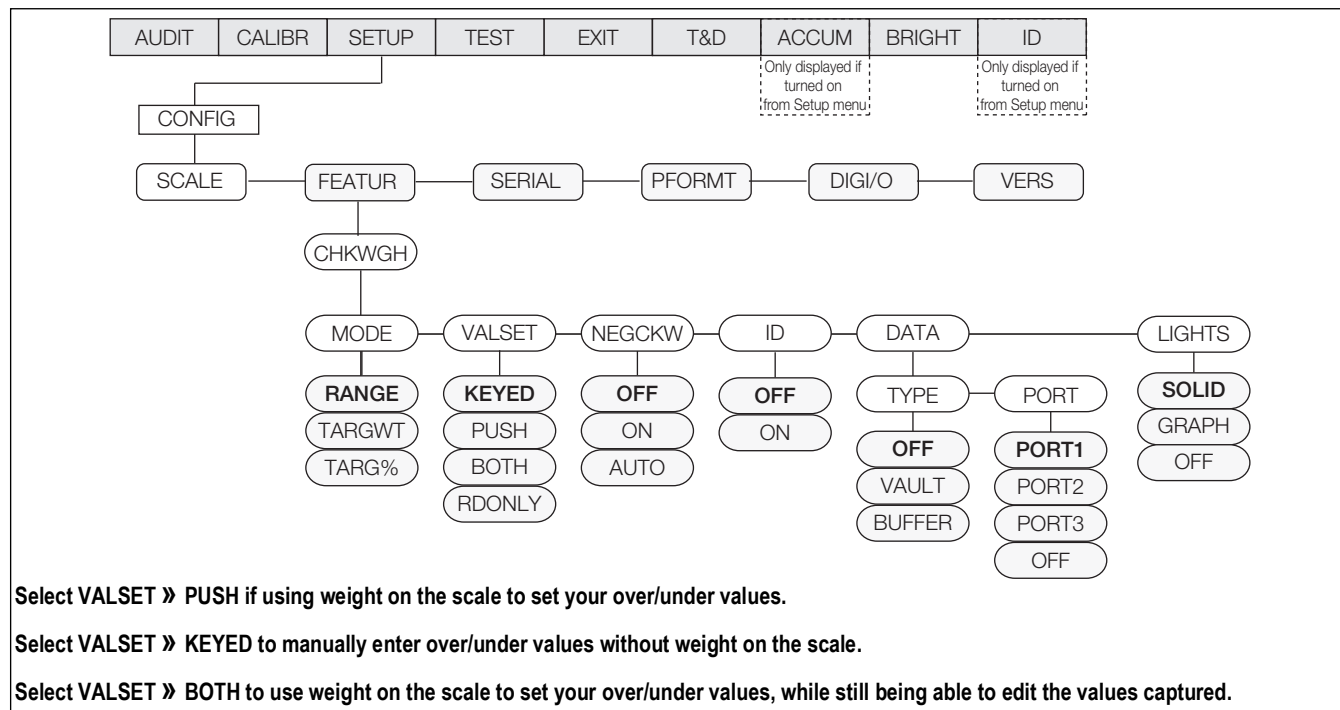 AUDIT CALIBR SETUP TEST EXIT T&D ACCUM BRIGHT ID
Only displayed if
turned on
from Setup menu
Only displayed if
turned on
from Setup menu
CONFIG
SCALE FEATUR SERIAL PFORMT DIGI/O VERS
CHKWGH
MODE VALSET NEGCKW ID DATA LIGHTS
RANGE KEYED OFF OFF TYPE PORT SOLID
TARGWT PUSH ON ON OFF PORT1 GRAPH
TARG% BOTH AUTO VAULT PORT2 OFF
RDONLY BUFFER PORT3
OFF
Select VALSET » PUSH if using weight on the scale to set your over/under values.
Select VALSET » KEYED to manually enter over/under values without weight on the scale.
Select VALSET » BOTH to use weight on the scale to set your over/under values, while still being able to edit the values captured.